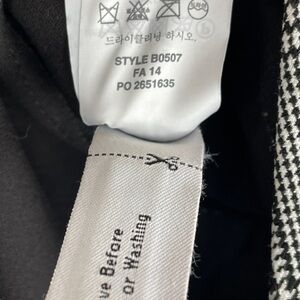 드라이클리닝 하시오.
STYLE B0507
FA 14
PO 2651635
ve Before
or Washing